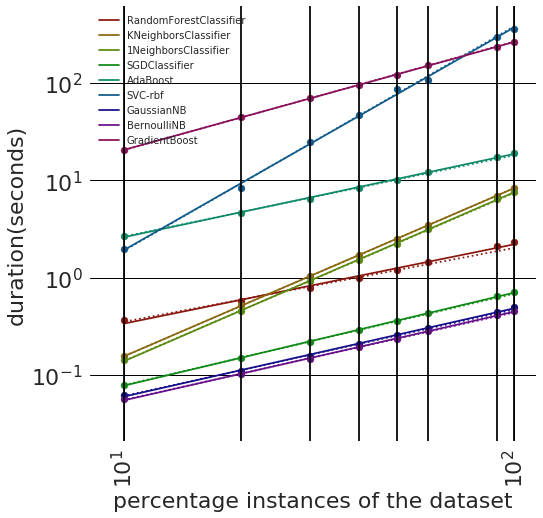 RandomForestClassifier
KNeighborsClassifier
1NeighborsClassifier
SGDClassifier
AdaBoost
SVC-rbf
GaussianNB
BernoulliNB
GradientBoost
duration(seconds)
10²
10¹
10⁰
10⁻¹
10¹
10²
percentage instances of the dataset